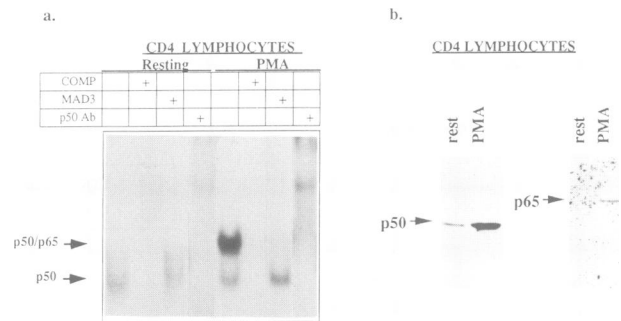 a.
CD4 LYMPHOCYTES
Resting PMA
COMP + +
MAD3 + +
p50 Ab + +
p50/p65
p50
b.
CD4 LYMPHOCYTES
rest PMA rest PMA
p50
p65